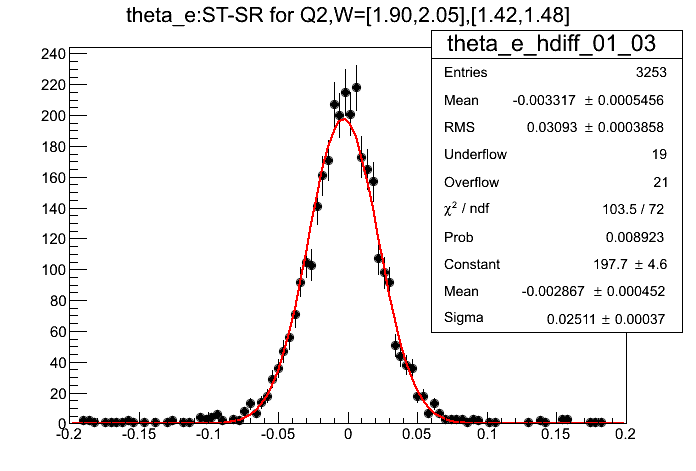 theta_e:ST-SR for Q2,W=[1.90,2.05],[1.42,1.48]
theta_e_hdiff_01_03
Entries 3253
Mean -0.003317 ± 0.0005456
RMS 0.03093 ± 0.0003858
Underflow 19
Overflow 21
χ² / ndf 103.5 / 72
Prob 0.008923
Constant 197.7 ± 4.6
Mean -0.002867 ± 0.000452
Sigma 0.02511 ± 0.00037
240
220
200
180
160
140
120
100
80
60
40
20
0
-0.2 -0.15 -0.1 -0.05 0 0.05 0.1 0.15 0.2